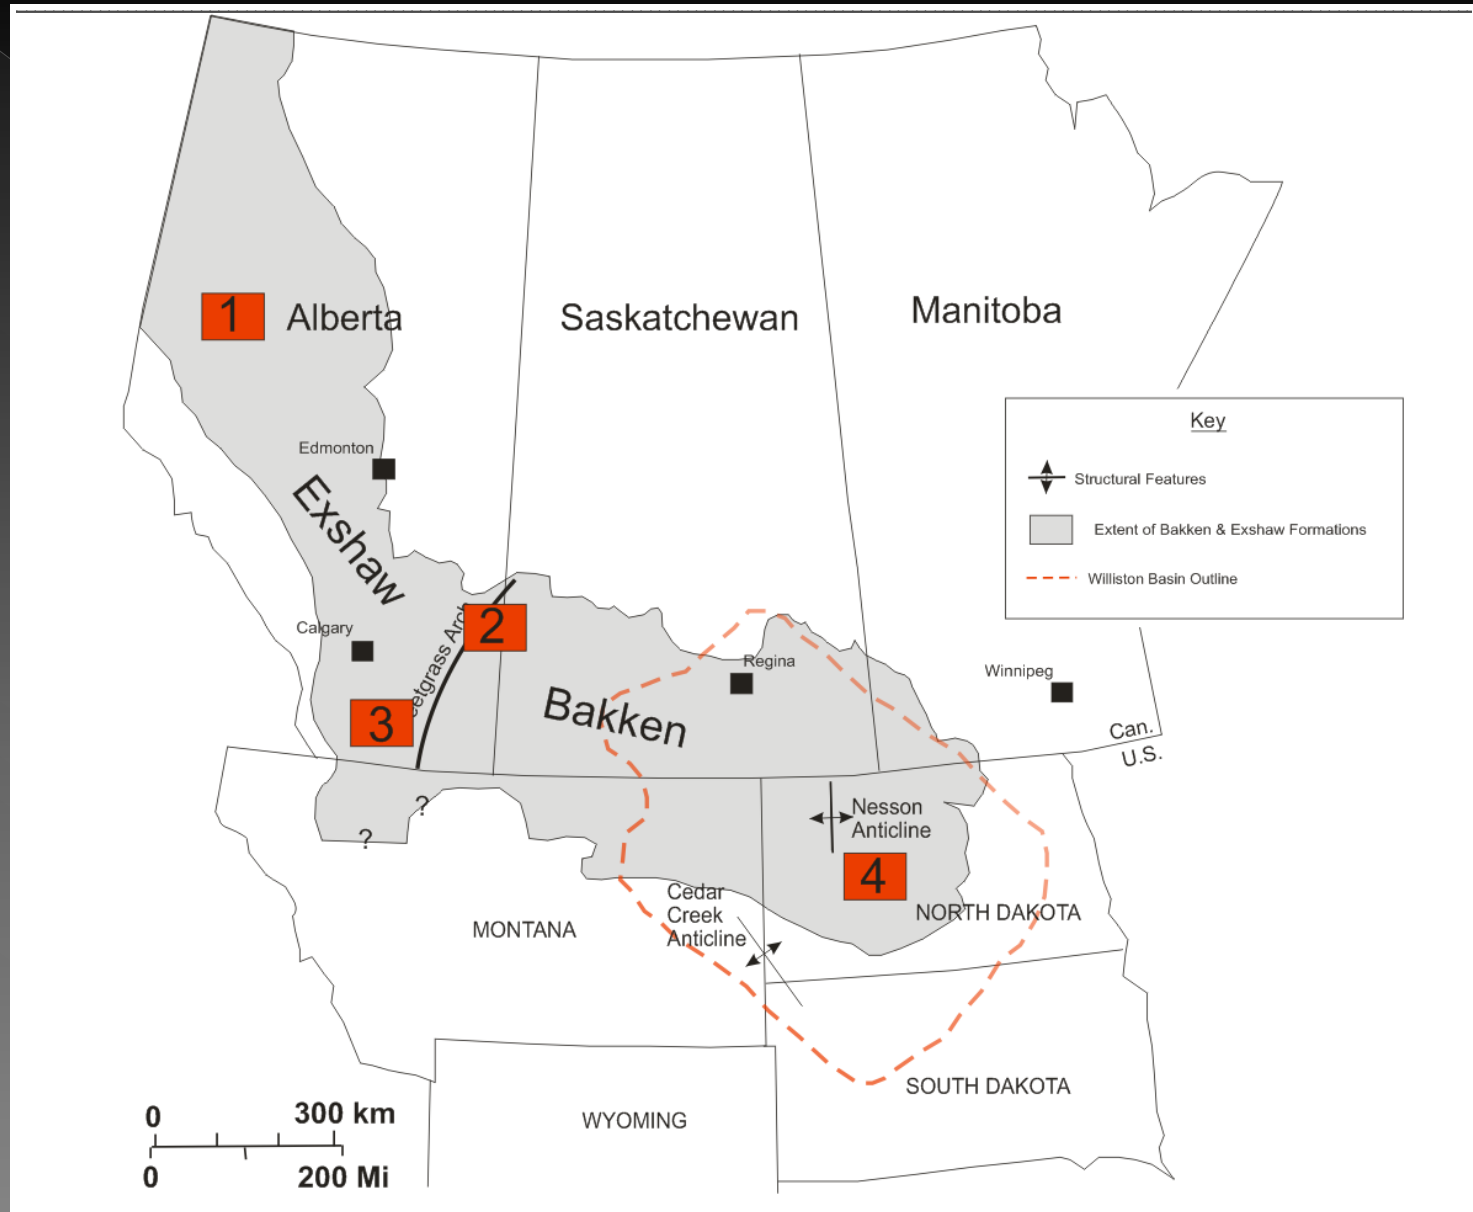 1
Alberta
Saskatchewan
Manitoba
Key
Structural Features
Extent of Bakken & Exshaw Formations
Williston Basin Outline
Edmonton
Exshaw
2
Calgary
Arch
3
Bakken
Regina
Winnipeg
Can.
U.S.
?
?
Nesson
Anticline
4
Cedar
Creek
Anticline
NORTH DAKOTA
MONTANA
SOUTH DAKOTA
WYOMING
0 300 km
0 200 Mi